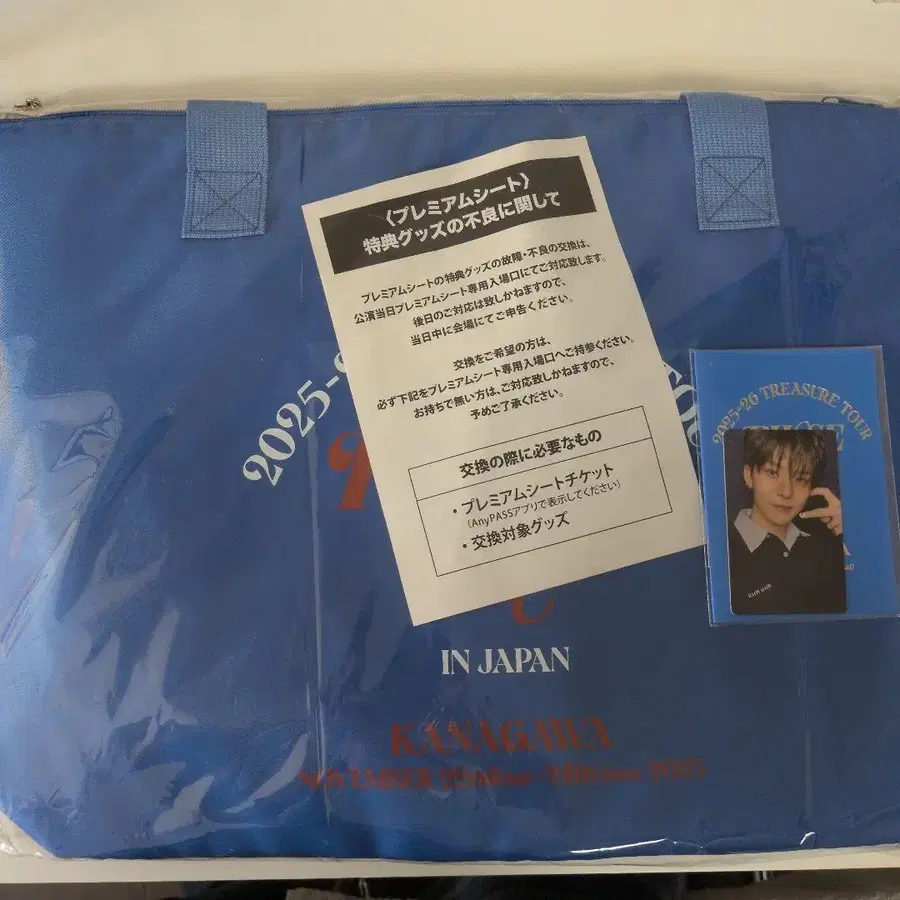 〈プレミアムシート〉
特典グッズの不良に関して
プレミアムシートの特典グッズの故障・不良の交換は、
公演当日プレミアムシート専用入場口にてご対応致します。
後日のご対応は致しかねますので、
当日中に会場にてご申告ください。
交換をご希望の方は、
必ず下記をプレミアムシート専用入場口へご持参ください。
お持ちで無い方は、ご対応致しかねますので、
予めご了承ください。
交換の際に必要なもの
・プレミアムシートチケット
(AnyPASSアプリで表示してください)
・交換対象グッズ
2025-26 TREASURE TOUR
2025-
TOU
IN JAPAN
KANAGAWA
NOVEMBER
2025